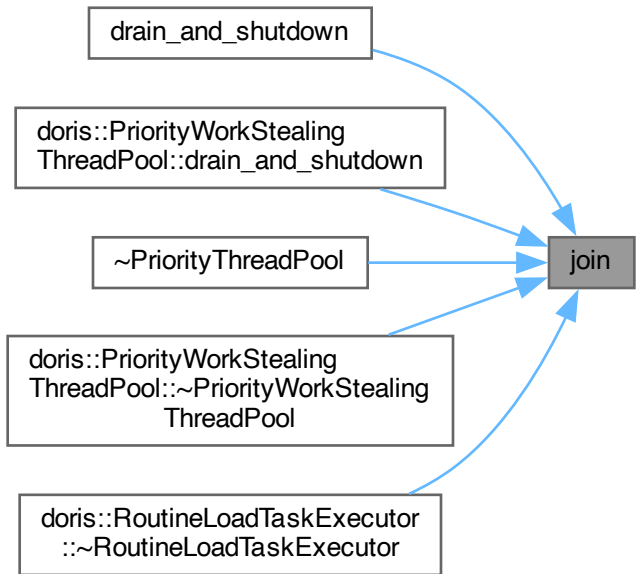 drain_and_shutdown
doris::PriorityWorkStealing
ThreadPool::drain_and_shutdown
~PriorityThreadPool
join
doris::PriorityWorkStealing
ThreadPool::~PriorityWorkStealing
ThreadPool
doris::RoutineLoadTaskExecutor
::~RoutineLoadTaskExecutor